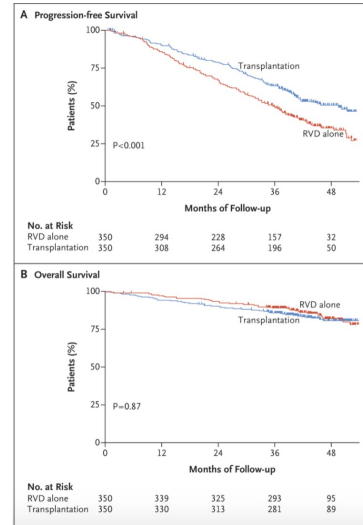 A Progression-free Survival
100
75
50
25
0
Patients (%)
Transplantation
RVD alone
P<0.001
0 12 24 36 48
Months of Follow-up
No. at Risk
RVD alone 350 294 228 157 32
Transplantation 350 308 264 196 50
B Overall Survival
100
75
50
25
0
Patients (%)
RVD alone
Transplantation
P=0.87
0 12 24 36 48
Months of Follow-up
No. at Risk
RVD alone 350 339 325 293 95
Transplantation 350 330 313 281 89